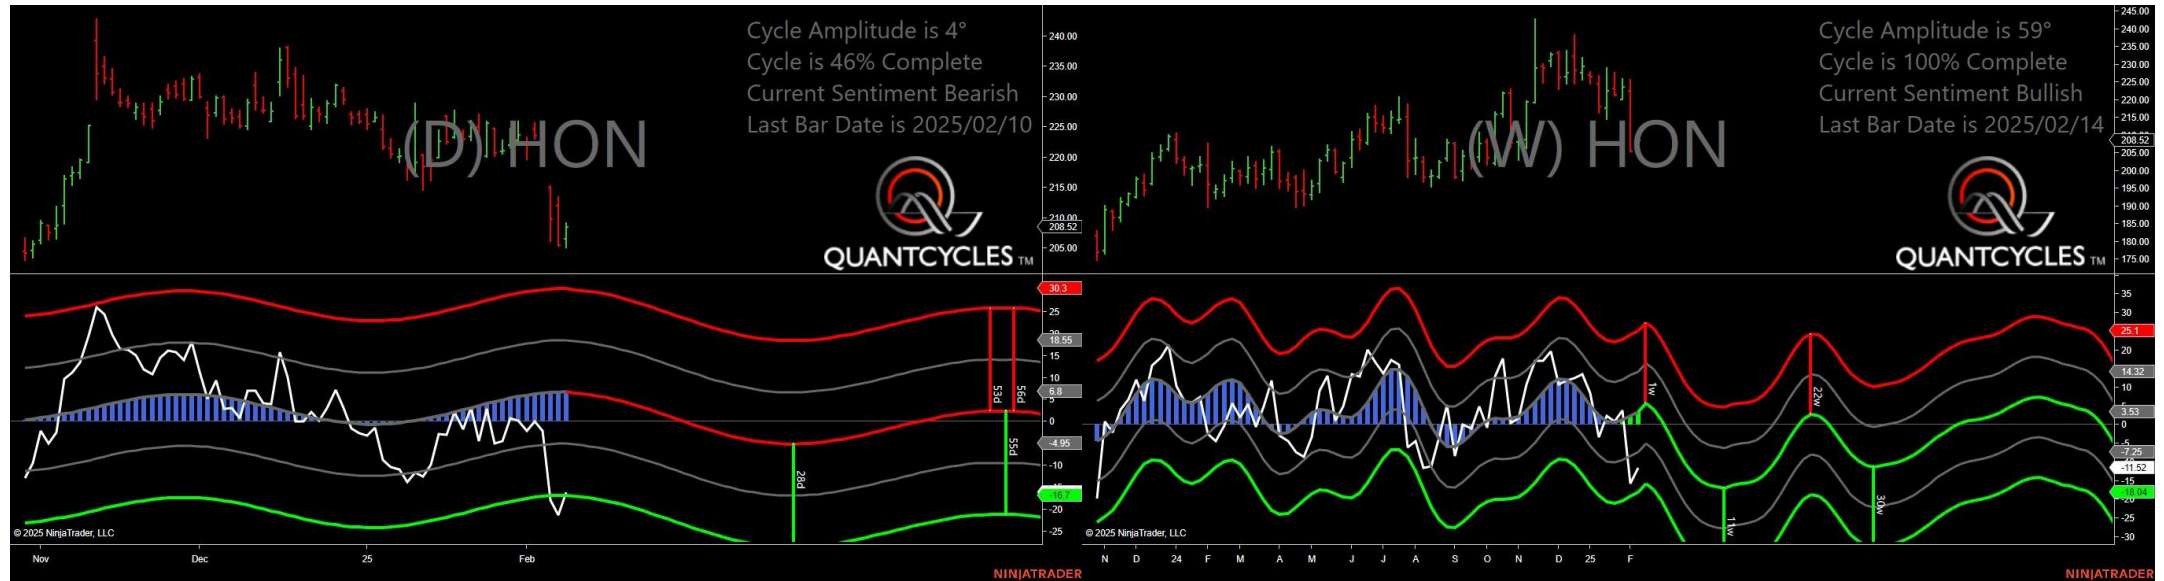 Cycle Amplitude is 4°
Cycle is 46% Complete
Current Sentiment Bearish
Last Bar Date is 2025/02/10
(D) HON
QUANTCYCLES TM
240.00
235.00
230.00
225.00
220.00
215.00
210.00
208.52
205.00
30.3
25
18.55
15
10
6.8
5
0
-4.95
-10
-16.7
-20
-25
53d
56d
55d
28d
© 2025 NinjaTrader, LLC
Nov
Dec
25
Feb
NINJATRADER
Cycle Amplitude is 59°
Cycle is 100% Complete
Current Sentiment Bullish
Last Bar Date is 2025/02/14
(W) HON
QUANTCYCLES TM
245.00
240.00
235.00
230.00
225.00
220.00
215.00
208.52
205.00
200.00
195.00
190.00
185.00
180.00
175.00
35
30
25.1
20
14.32
10
3.53
0
-5
-7.25
-11.52
-18.04
-20
-25
-30
1w
22w
11w
30w
© 2025 NinjaTrader, LLC
N
D
24
F
M
A
M
J
J
A
S
O
N
D
25
F
NINJATRADER